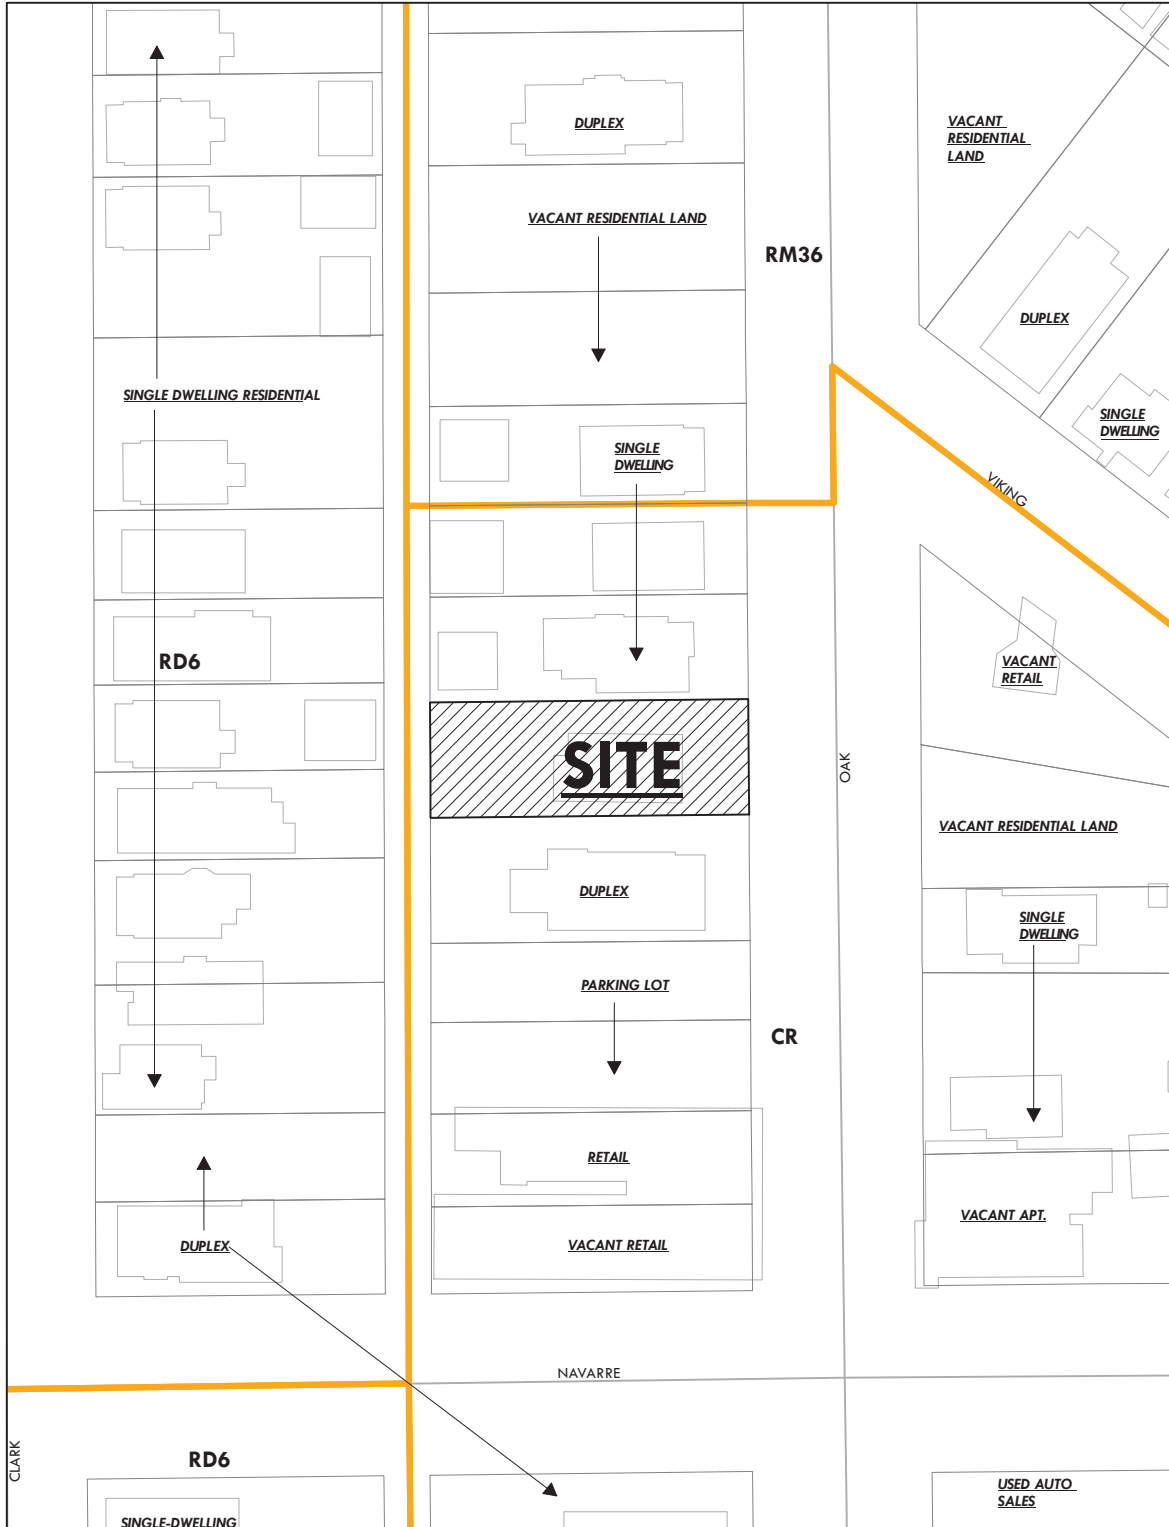 DUPLEX
VACANT
RESIDENTIAL
LAND
VACANT RESIDENTIAL LAND
RM36
DUPLEX
SINGLE DWELLING RESIDENTIAL
SINGLE
DWELLING
SINGLE
DWELLING
VIKING
RD6
VACANT
RETAIL
SITE
OAK
VACANT RESIDENTIAL LAND
DUPLEX
SINGLE
DWELLING
PARKING LOT
CR
RETAIL
VACANT APT.
DUPLEX
VACANT RETAIL
NAVARRE
CLARK
RD6
USED AUTO
SALES
SINGLE-DWELLING